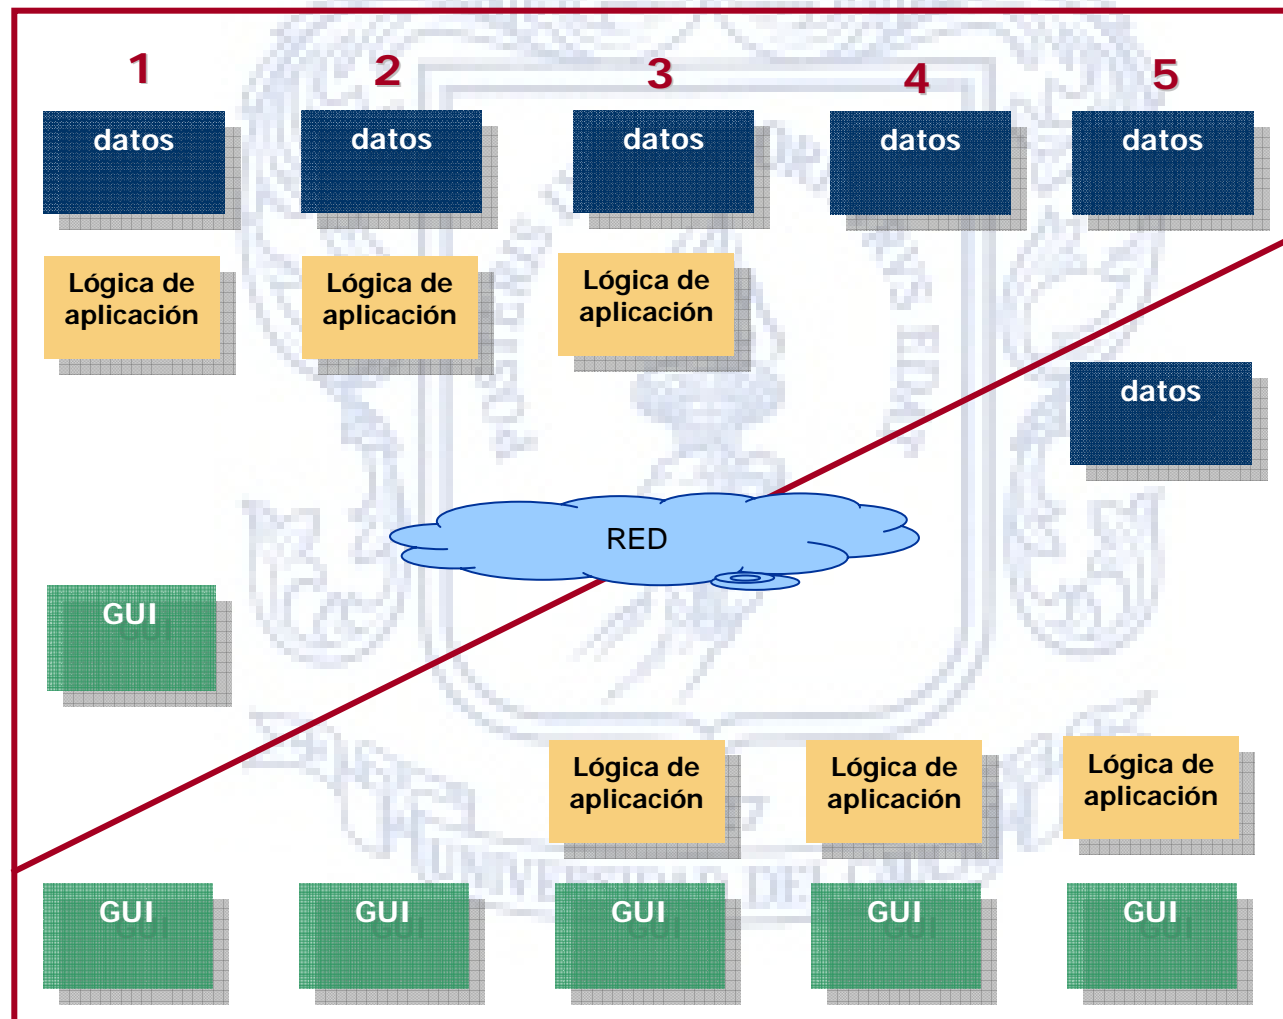 1 2 3 4 5
datos datos datos datos datos
Lógica de Lógica de Lógica de
aplicación aplicación aplicación
datos
RED
GUI
Lógica de Lógica de Lógica de
aplicación aplicación aplicación
GUI GUI GUI GUI GUI